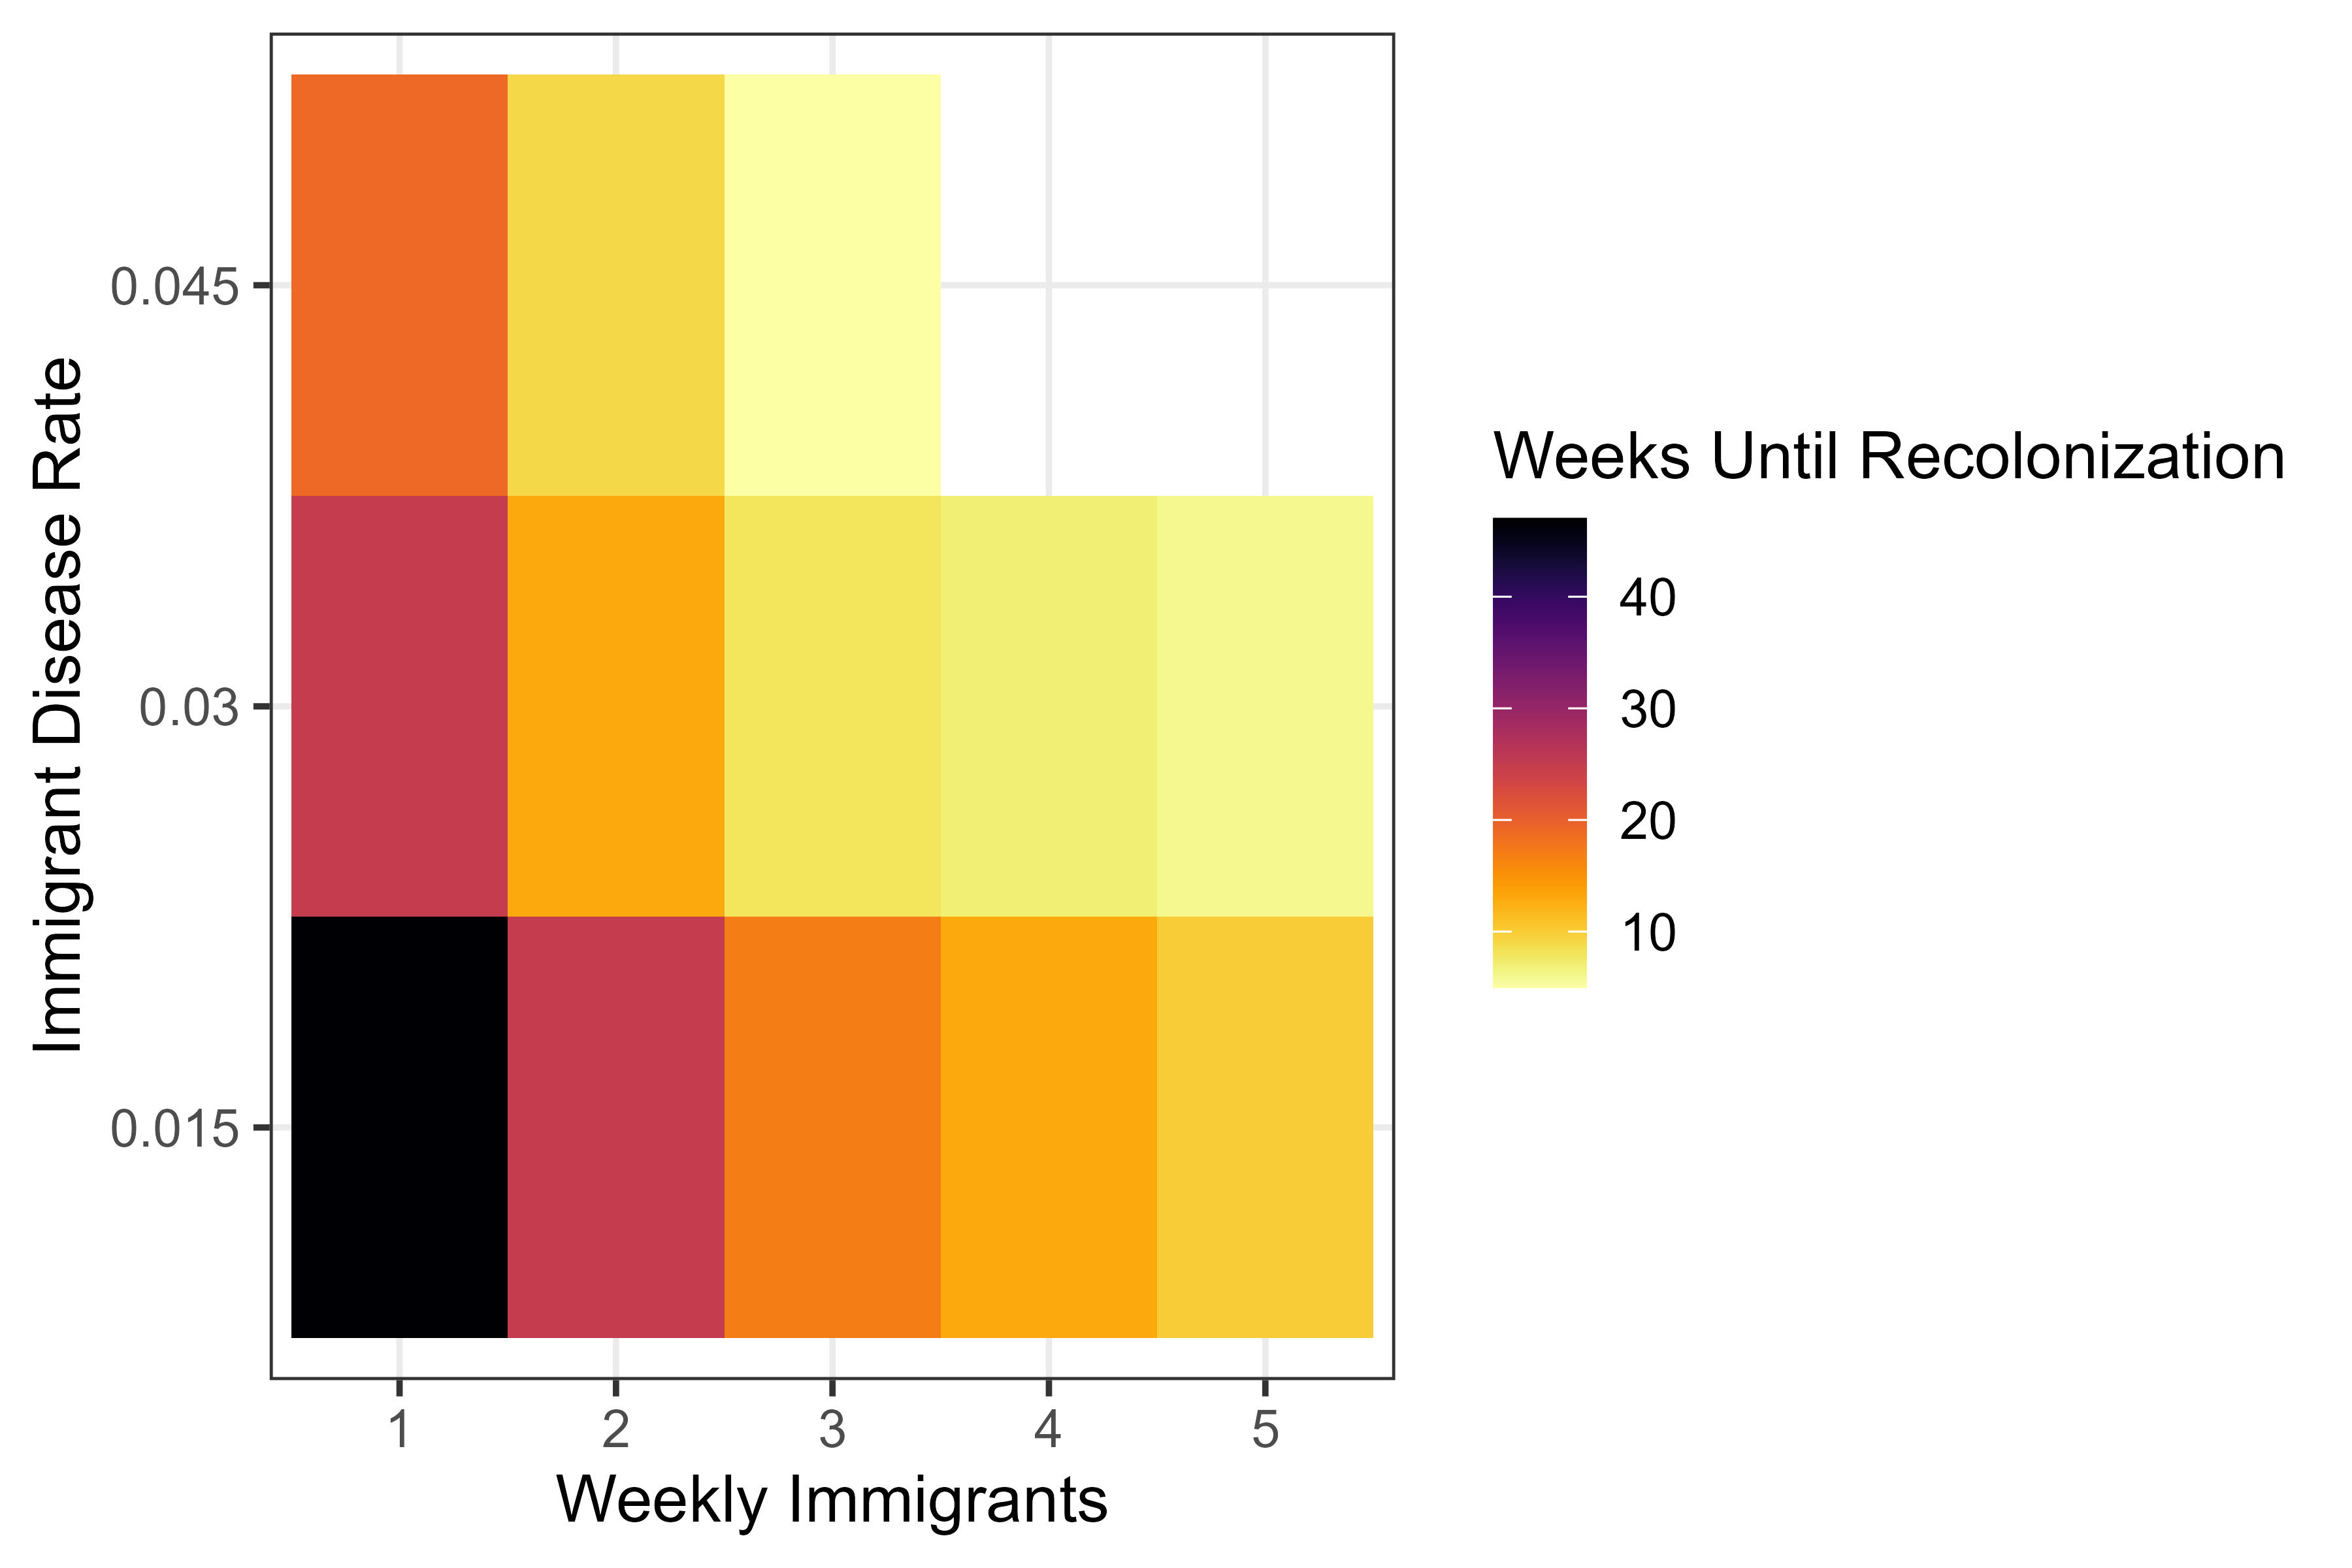 Immigrant Disease Rate
0.045
0.03
0.015
1 2 3 4 5
Weekly Immigrants
Weeks Until Recolonization
40
30
20
10